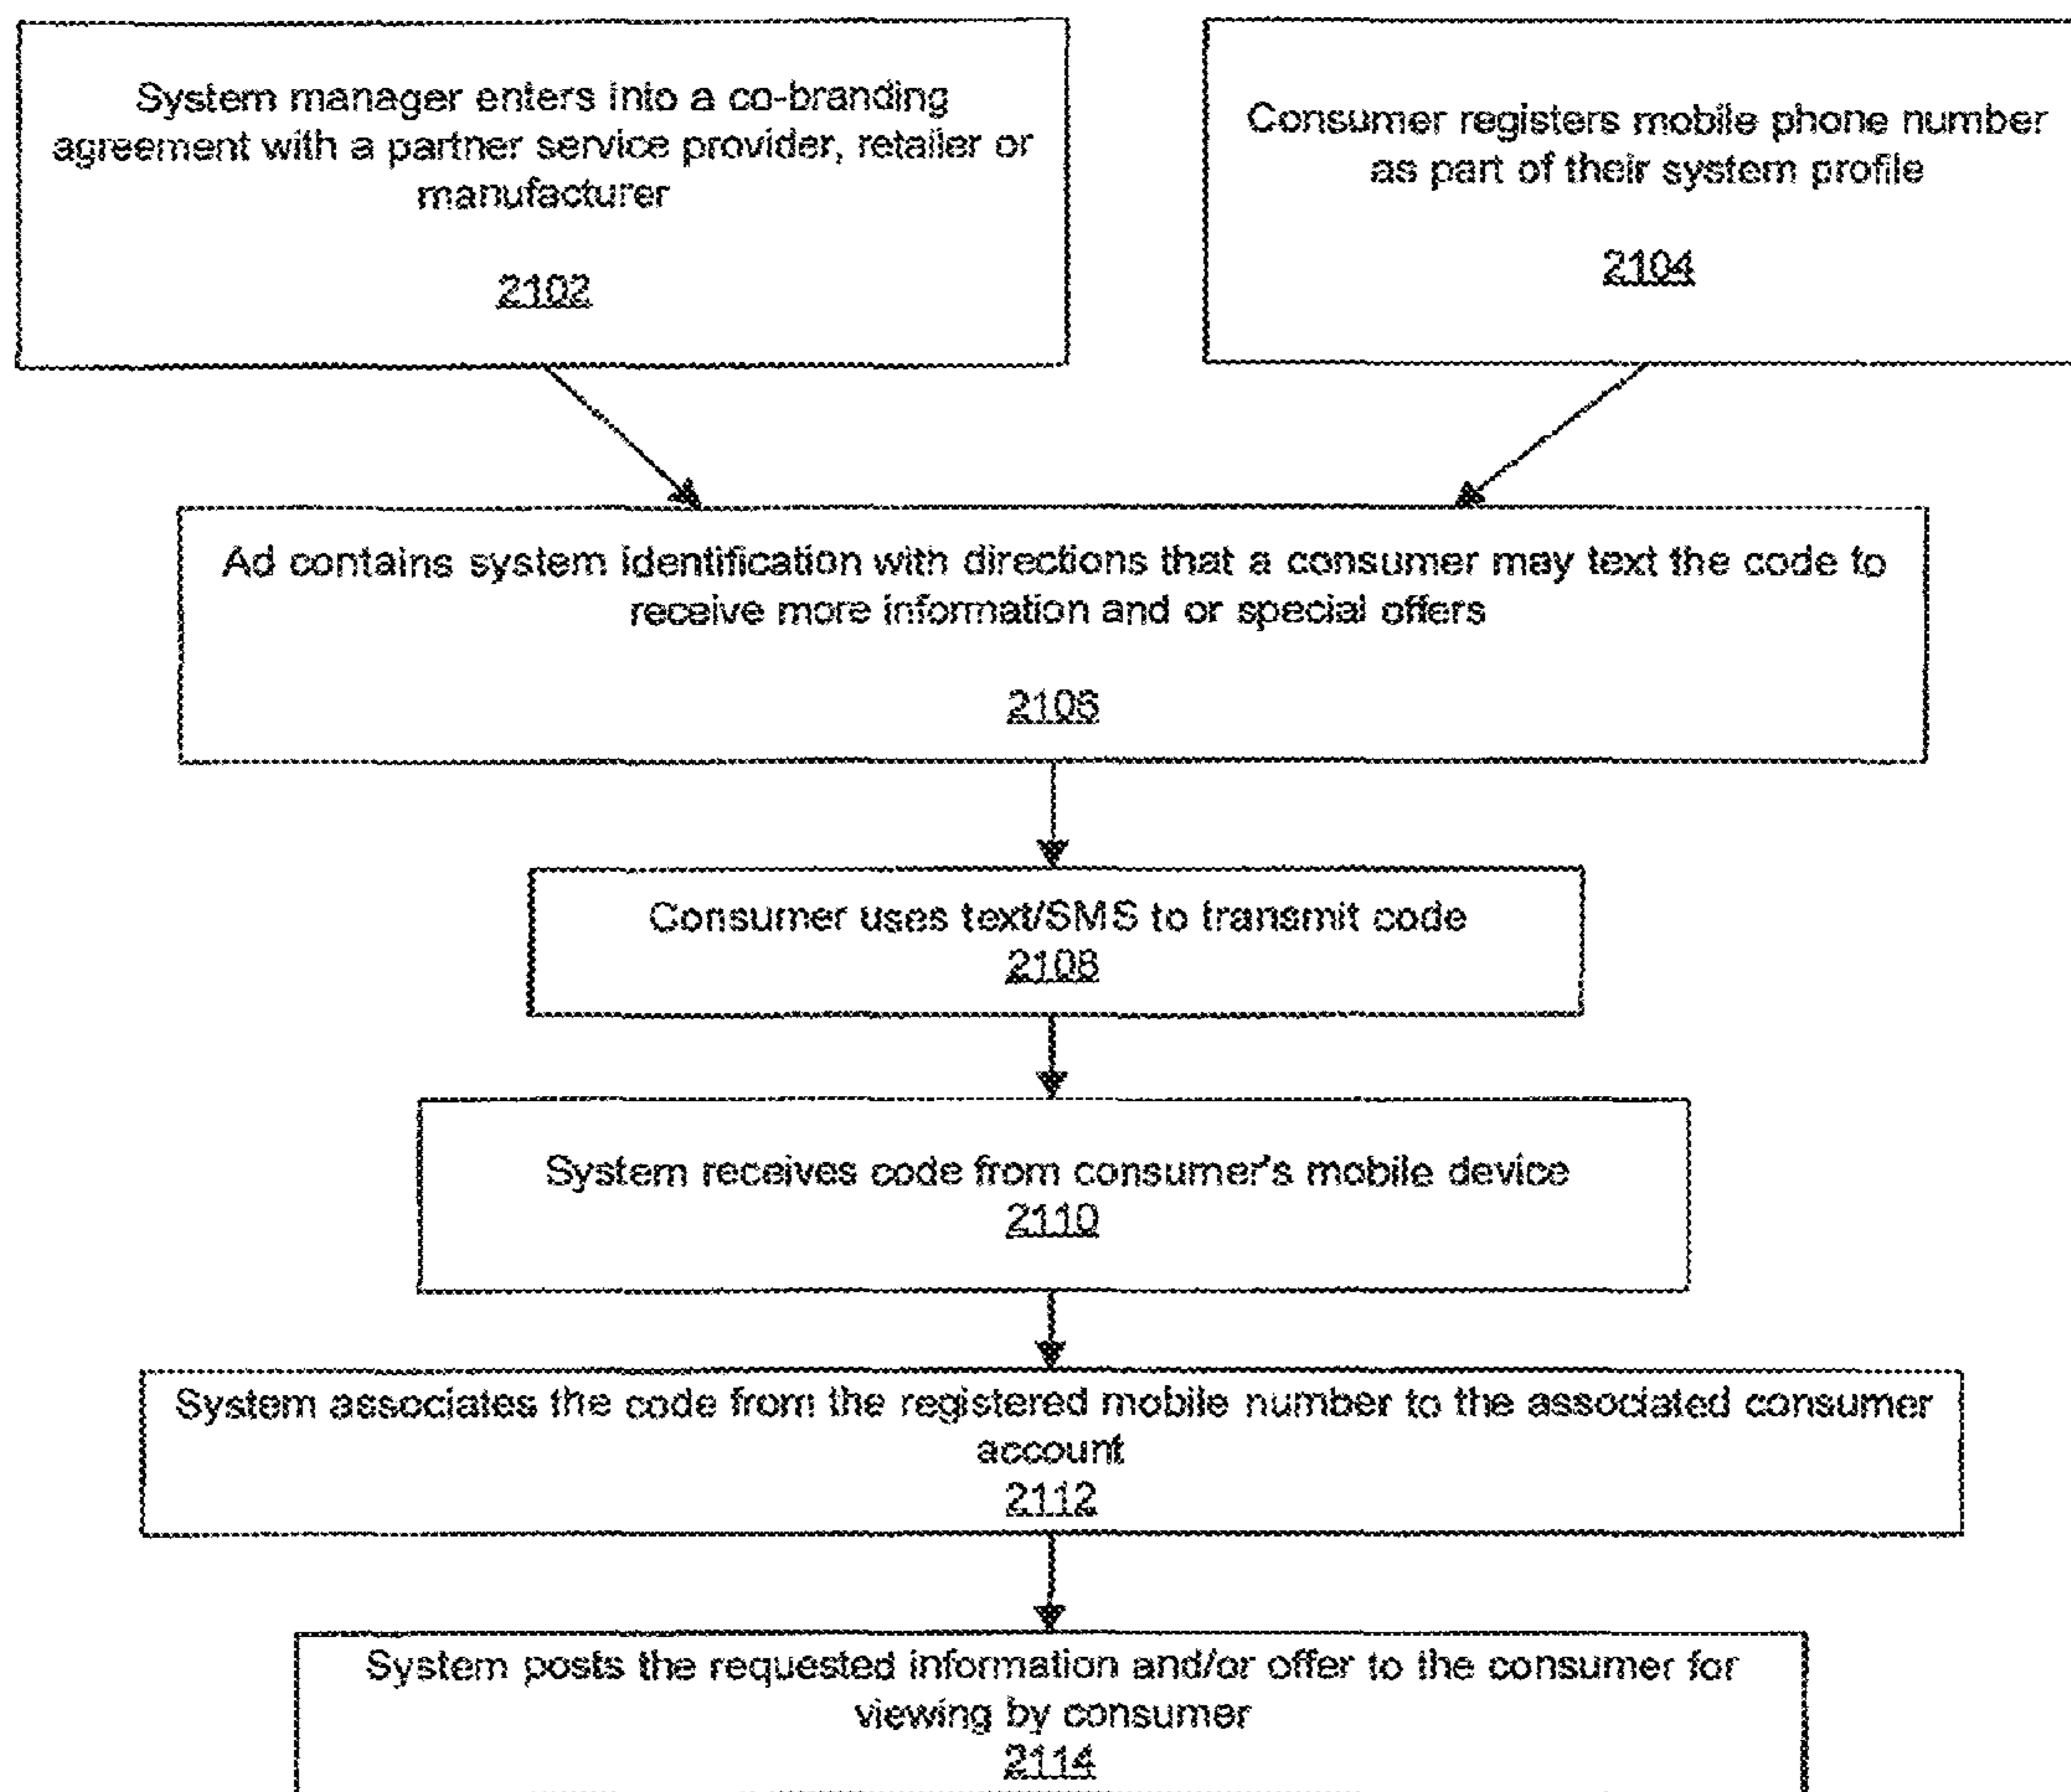 System manager enters into a co-branding
agreement with a partner service provider, retailer or
manufacturer
2102
Consumer registers mobile phone number
as part of their system profile
2104
Ad contains system identification with directions that a consumer may text the code to
receive more information and or special offers
2106
Consumer uses text/SMS to transmit code
2108
System receives code from consumer's mobile device
2110
System associates the code from the registered mobile number to the associated consumer
account
2112
System posts the requested information and/or offer to the consumer for
viewing by consumer
2114